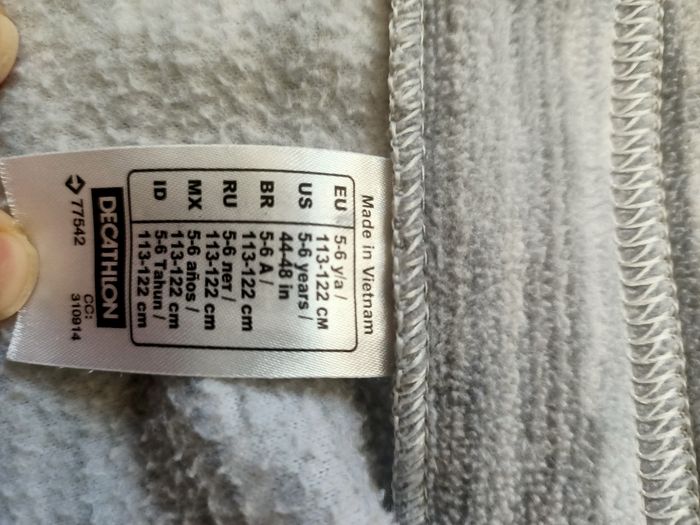 Made in Vietnam
EU 5-6 y/a /
113-122 CM
US 5-6 years /
44-48 in
BR 5-6 A /
113-122 cm
RU 5-6 лет /
113-122 cm
MX 5-6 años /
113-122 cm
ID 5-6 Tahun /
113-122 cm
DECATHLON
77542
CC:
310914